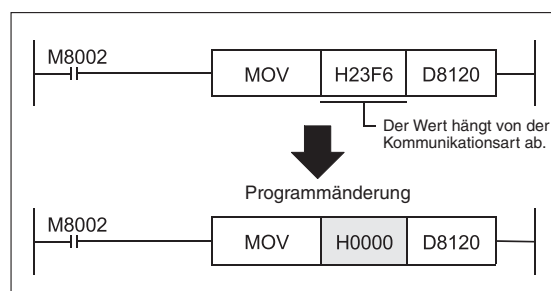 M8002
MOV H23F6 D8120
Der Wert hängt von der
Kommunikationsart ab.
Programmänderung
M8002
MOV H0000 D8120